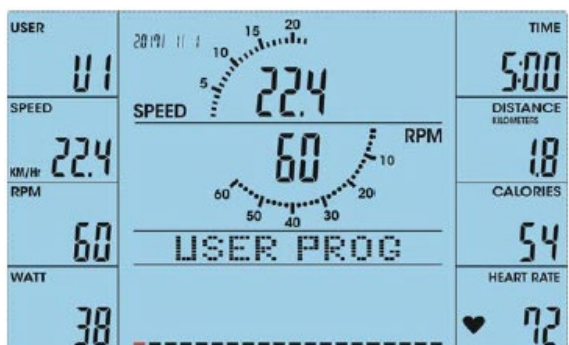 USER
U1
SPEED
KM/Hr 22.4
RPM
60
WATT
38
2019/ 11/ 1
5 10 15 20
SPEED 22.4
60 RPM
60 50 40 30 20 10
USER PROG
TIME
5:00
DISTANCE
KILOMETERS
1.8
CALORIES
54
HEART RATE
72